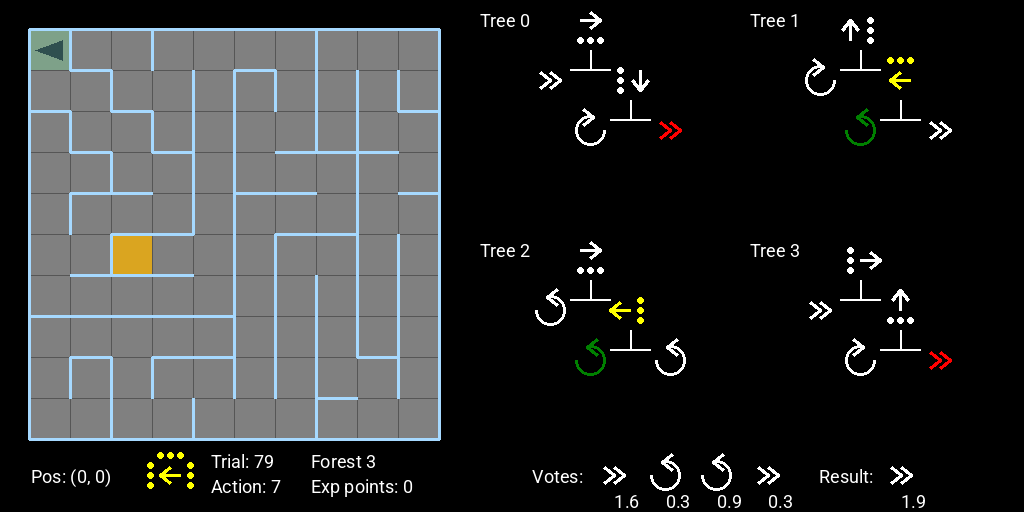 Tree 0
Tree 1
Tree 2
Tree 3
Pos: (0, 0)
Trial: 79
Forest 3
Action: 7
Exp points: 0
Votes:
Result:
1.6 0.3 0.9 0.3 1.9